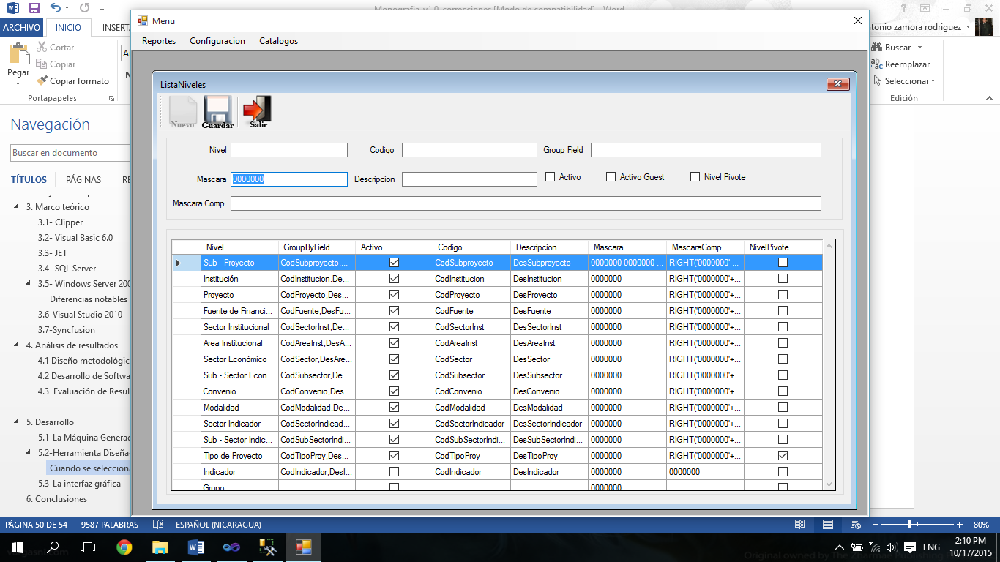 Monografia_v1.0_correcciones [Modo de compatibilidad] - Word
Menu
ARCHIVO INICIO INSERTA
ntonio zamora rodriguez
Reportes Configuracion Catalogos
Pegar
Cortar
Copiar
Copiar formato
Portapapeles
Buscar
Reemplazar
Seleccionar
Edición
ListaNiveles
Nuevo Guardar Salir
Nivel Codigo Group Field
Mascara 0000000 Descripcion Activo Activo Guest Nivel Pivote
Mascara Comp.
Nivel GroupByField Activo Codigo Descripcion Mascara MascaraComp NivelPivote
Sub - Proyecto CodSubproyecto,... CodSubproyecto DesSubproyecto 0000000-0000000-... RIGHT('0000000' ...
Institución CodInstitucion,De... CodInstitucion DesInstitucion 0000000 RIGHT('0000000'+...
Proyecto CodProyecto,Des... CodProyecto DesProyecto 0000000 RIGHT('0000000'+...
Fuente de Financi... CodFuente,DesFu... CodFuente DesFuente 0000000 RIGHT('0000000'+...
Sector Institucional CodSectorInst,De... CodSectorInst DesSectorInst 0000000 RIGHT('0000000'+...
Area Institucional CodAreaInst,DesA... CodAreaInst DesAreaInst 0000000 RIGHT('0000000'+...
Sector Económico CodSector,DesAre... CodSector DesSector 0000000 RIGHT('0000000'+...
Sub - Sector Econ... CodSubsector,De... CodSubsector DesSubsector 0000000 RIGHT('0000000'+...
Convenio CodConvenio,Des... CodConvenio DesConvenio 0000000 RIGHT('0000000'+...
Modalidad CodModalidad,De... CodModalidad DesModalidad 0000000 RIGHT('0000000'+...
Sector Indicador CodSectorIndicad... CodSectorIndicador DesSectorIndicador 0000000 RIGHT('0000000'+...
Sub - Sector Indic... CodSubSectorIndi... CodSubSectorIndi... DesSubSectorIndi... 0000000 RIGHT('0000000'+...
Tipo de Proyecto CodTipoProy,Des... CodTipoProy DesTipoProy 0000000 RIGHT('0000000'+...
Indicador CodIndicador,DesI... CodIndicador DesIndicador 0000000 0000000
Grupo 0000000
Navegación
Buscar en documento
TÍTULOS PÁGINAS RE
3. Marco teórico
3.1- Clipper
3.2- Visual Basic 6.0
3.3- JET
3.4 -SQL Server
3.5- Windows Server 200
Diferencias notables
3.6-Visual Studio 2010
3.7-Syncfusion
4. Análisis de resultados
4.1 Diseño metodológic
4.2 Desarrollo de Softwa
4.3 Evaluación de Resul
5. Desarrollo
5.1-La Máquina Generad
5.2-Herramienta Diseñad
Cuando se selecciona
5.3-La interfaz gráfica
6. Conclusiones
PÁGINA 50 DE 54 9587 PALABRAS ESPAÑOL (NICARAGUA) 80%
ENG
2:10 PM
10/17/2015